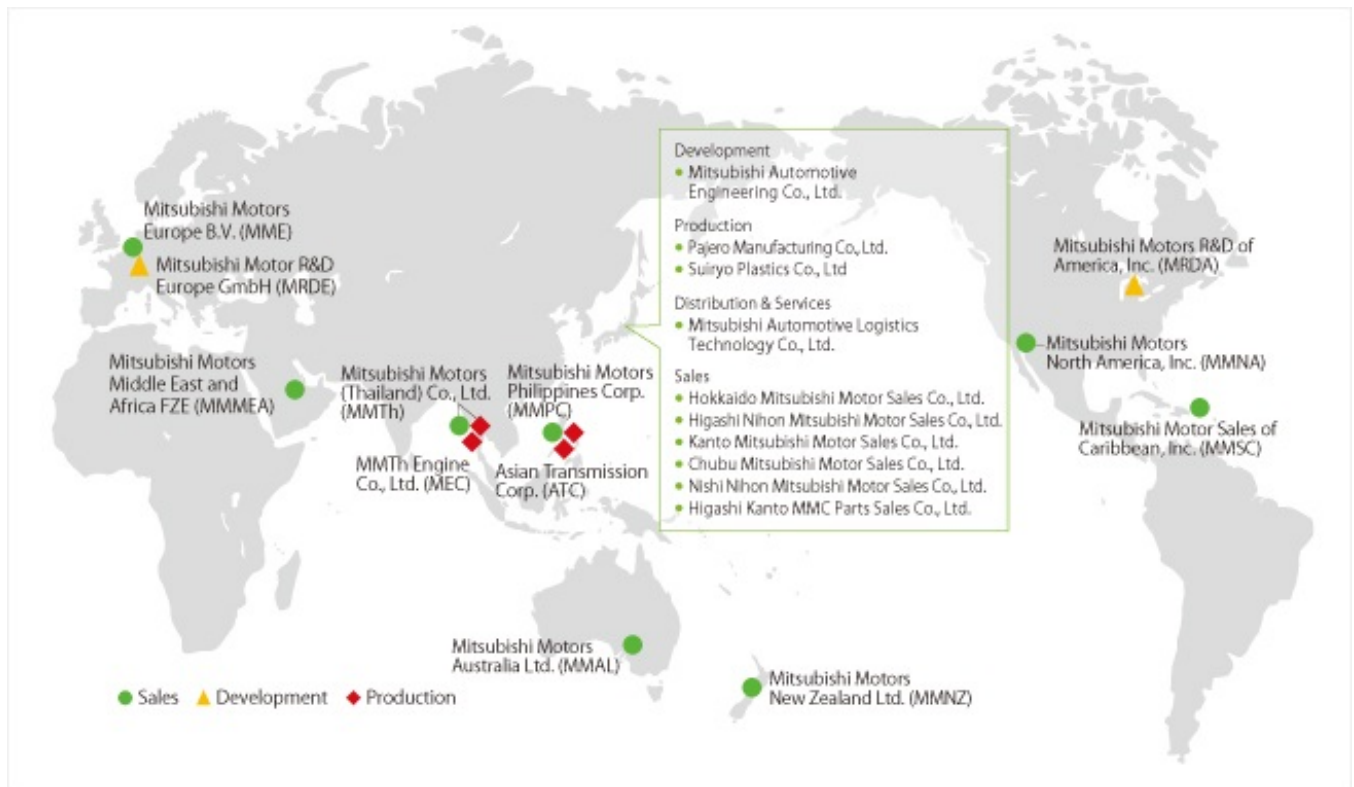 Mitsubishi Motors
Europe B.V. (MME)
Mitsubishi Motor R&D
Europe GmbH (MRDE)
Mitsubishi Motors
Middle East and
Africa FZE (MMMEA)
Mitsubishi Motors
(Thailand) Co., Ltd.
(MMTh)
MMTh Engine
Co., Ltd. (MEC)
Mitsubishi Motors
Philippines Corp.
(MMPC)
Asian Transmission
Corp. (ATC)
Development
• Mitsubishi Automotive
Engineering Co., Ltd.
Production
• Pajero Manufacturing Co., Ltd.
• Suiryo Plastics Co., Ltd
Distribution & Services
• Mitsubishi Automotive Logistics
Technology Co., Ltd.
Sales
• Hokkaido Mitsubishi Motor Sales Co., Ltd.
• Higashi Nihon Mitsubishi Motor Sales Co., Ltd.
• Kanto Mitsubishi Motor Sales Co., Ltd.
• Chubu Mitsubishi Motor Sales Co., Ltd.
• Nishi Nihon Mitsubishi Motor Sales Co., Ltd.
• Higashi Kanto MMC Parts Sales Co., Ltd.
Mitsubishi Motors R&D of
America, Inc. (MRDA)
Mitsubishi Motors
North America, Inc. (MMNA)
Mitsubishi Motor Sales of
Caribbean, Inc. (MMSC)
Mitsubishi Motors
Australia Ltd. (MMAL)
Mitsubishi Motors
New Zealand Ltd. (MMNZ)
Sales Development Production